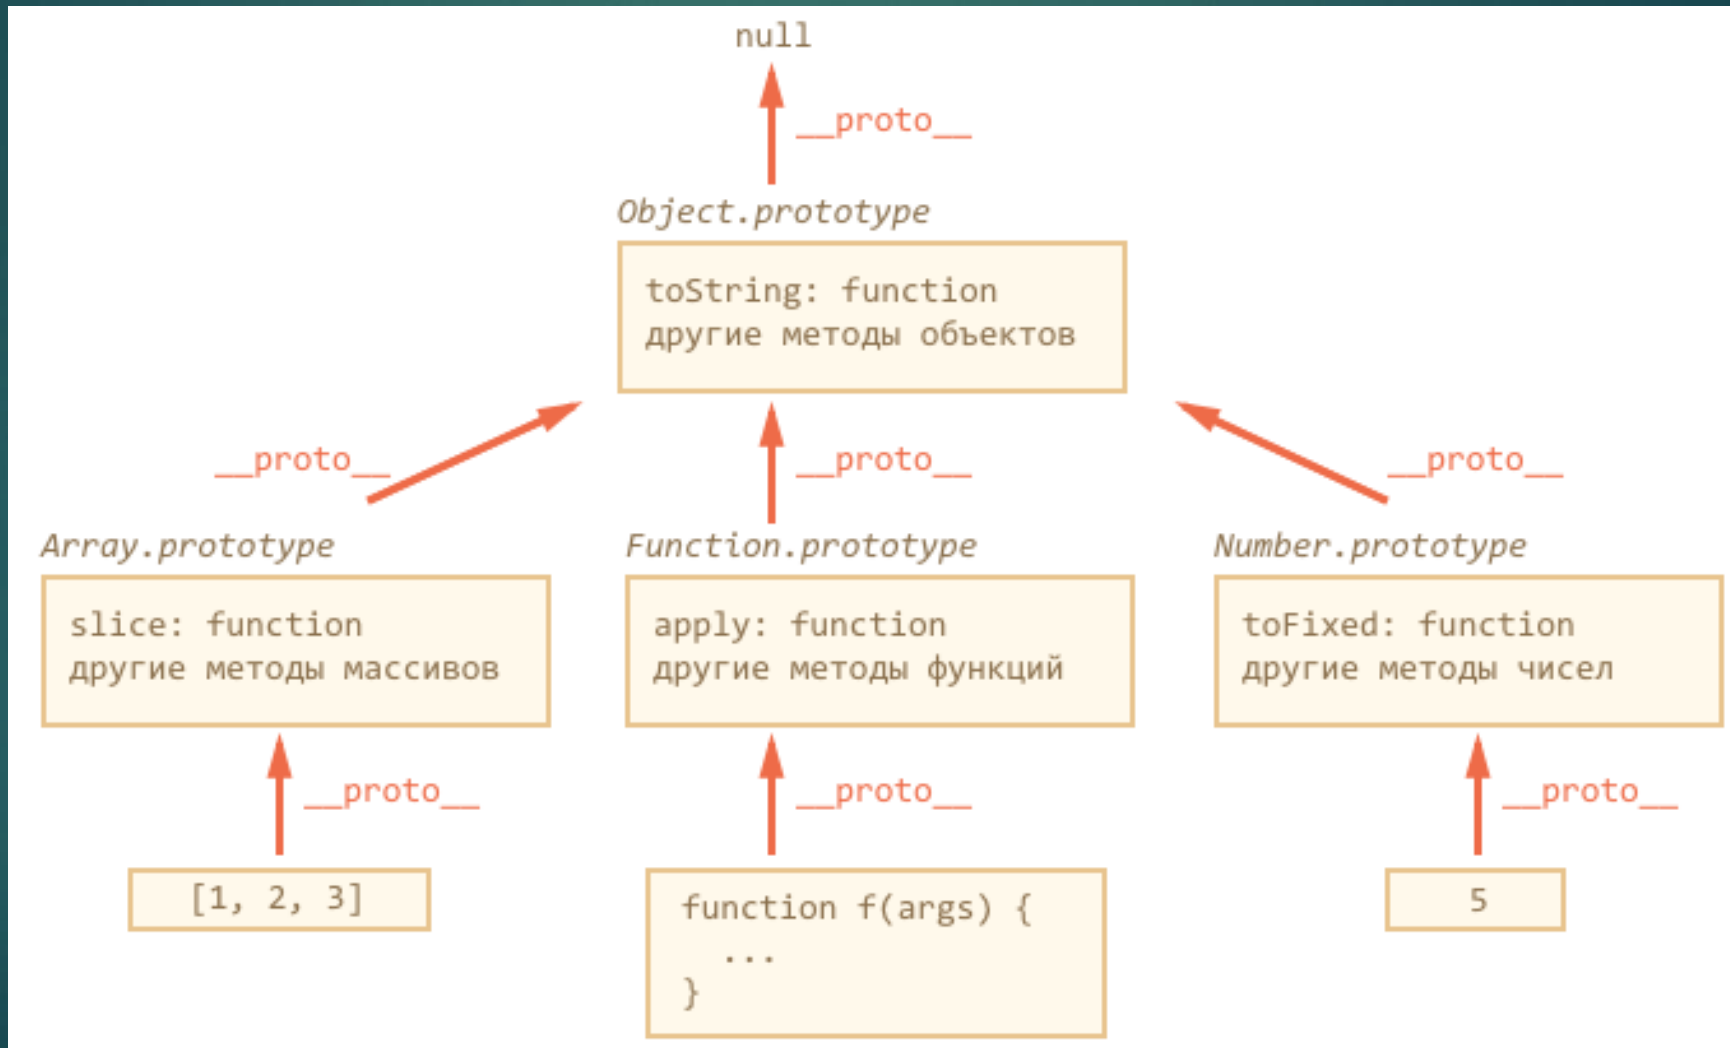 null
__proto__
Object.prototype
toString: function
другие методы объектов
__proto__
__proto__
__proto__
Array.prototype
slice: function
другие методы массивов
Function.prototype
apply: function
другие методы функций
Number.prototype
toFixed: function
другие методы чисел
__proto__
__proto__
__proto__
[1, 2, 3]
function f(args) {
...
}
5